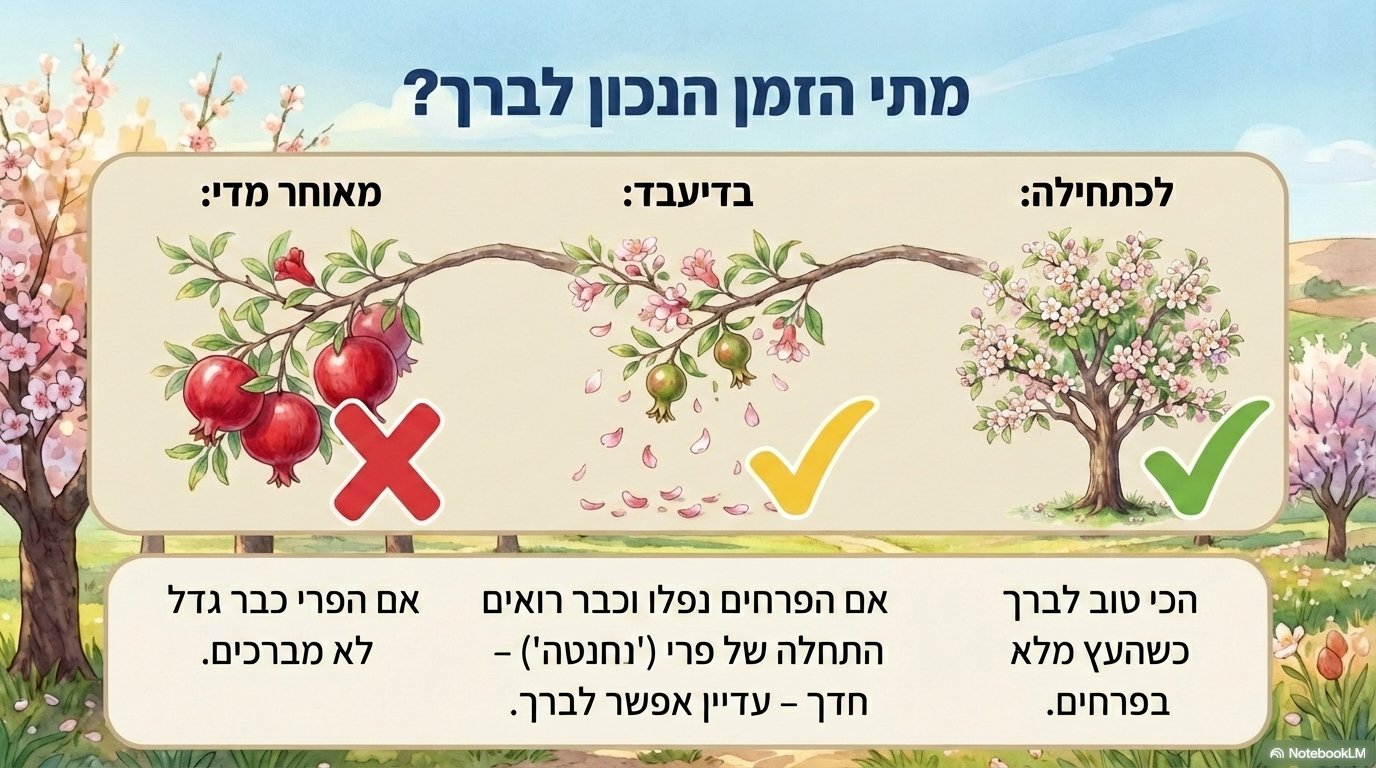 מתי הזמן הנכון לברך?
לכתחילה:
הכי טוב לברך
כשהעץ מלא
בפרחים.
בדיעבד:
אם הפרחים נפלו וכבר רואים
התחלה של פרי ('נחנטה') –
חדך – עדיין אפשר לברך.
מאוחר מדי:
אם הפרי כבר גדל
לא מברכים.
NotebookLM